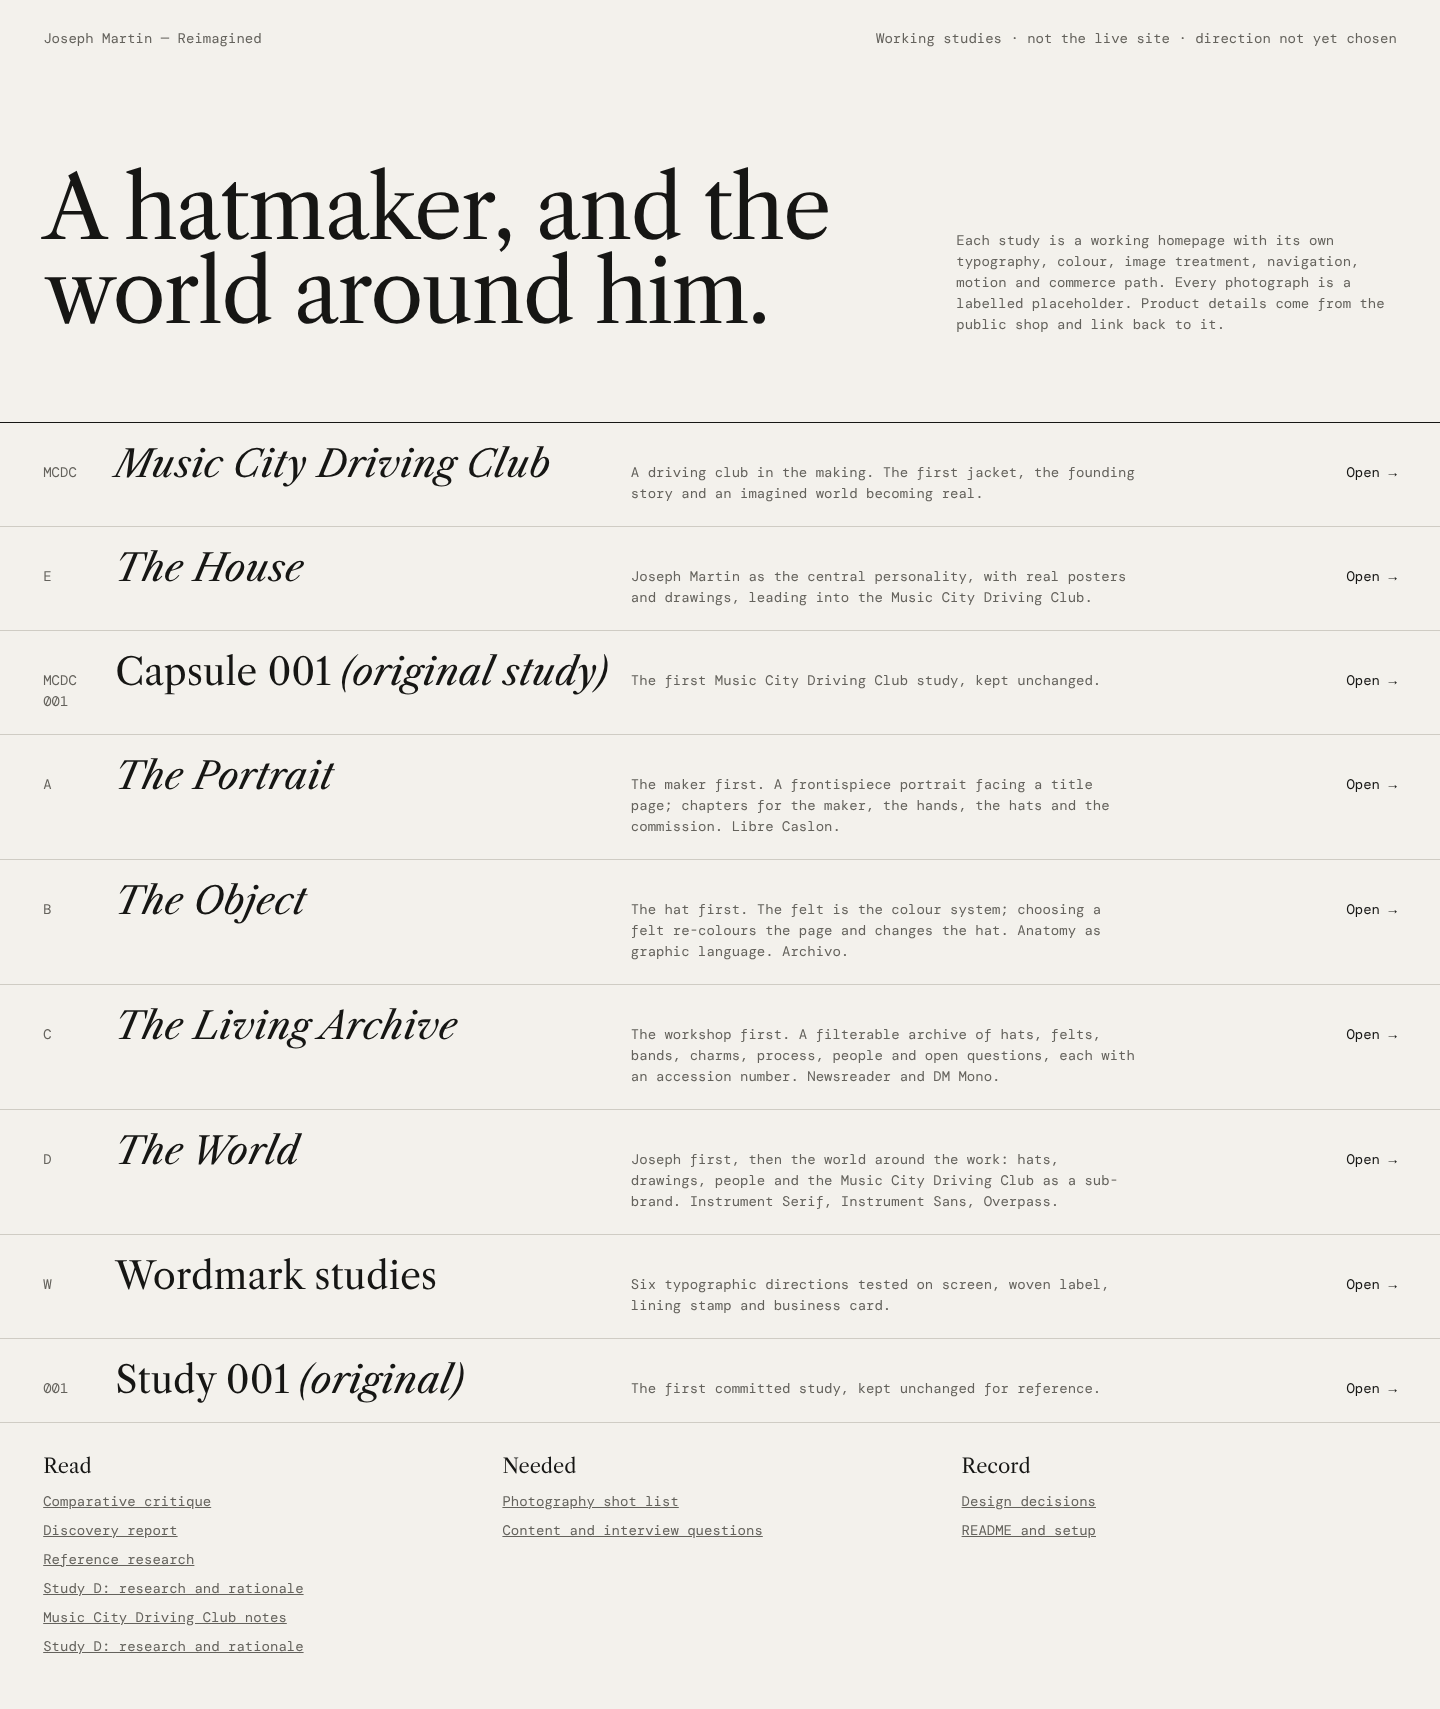 Joseph Martin — Reimagined
Working studies · not the live site · direction not yet chosen
A hatmaker, and the
world around him.
Each study is a working homepage with its own
typography, colour, image treatment, navigation,
motion and commerce path. Every photograph is a
labelled placeholder. Product details come from the
public shop and link back to it.
MCDC
Music City Driving Club
A driving club in the making. The first jacket, the founding
story and an imagined world becoming real.
Open →
E
The House
Joseph Martin as the central personality, with real posters
and drawings, leading into the Music City Driving Club.
Open →
MCDC
001
Capsule 001 (original study)
The first Music City Driving Club study, kept unchanged.
Open →
A
The Portrait
The maker first. A frontispiece portrait facing a title
page; chapters for the maker, the hands, the hats and the
commission. Libre Caslon.
Open →
B
The Object
The hat first. The felt is the colour system; choosing a
felt re-colours the page and changes the hat. Anatomy as
graphic language. Archivo.
Open →
C
The Living Archive
The workshop first. A filterable archive of hats, felts,
bands, charms, process, people and open questions, each with
an accession number. Newsreader and DM Mono.
Open →
D
The World
Joseph first, then the world around the work: hats,
drawings, people and the Music City Driving Club as a sub-
brand. Instrument Serif, Instrument Sans, Overpass.
Open →
W
Wordmark studies
Six typographic directions tested on screen, woven label,
lining stamp and business card.
Open →
001
Study 001 (original)
The first committed study, kept unchanged for reference.
Open →
Read
Comparative critique
Discovery report
Reference research
Study D: research and rationale
Music City Driving Club notes
Study D: research and rationale
Needed
Photography shot list
Content and interview questions
Record
Design decisions
README and setup